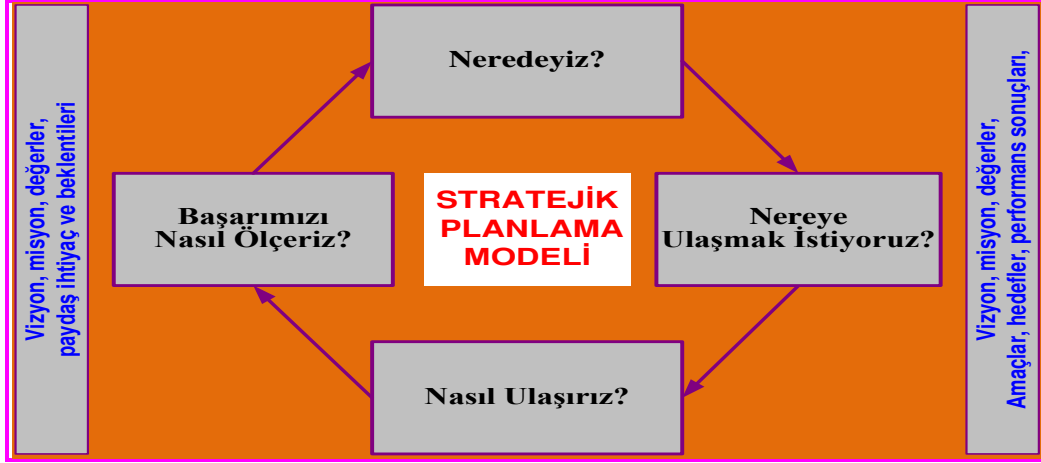 Vizyon, misyon, değerler,
paydaş ihtiyaç ve beklentileri
Neredeyiz?
Başarımızı
Nasıl Ölçeriz?
STRATEJİK
PLANLAMA
MODELİ
Nereye
Ulaşmak İstiyoruz?
Nasıl Ulaşırız?
Vizyon, misyon, değerler,
Amaçlar, hedefler, performans sonuçları,